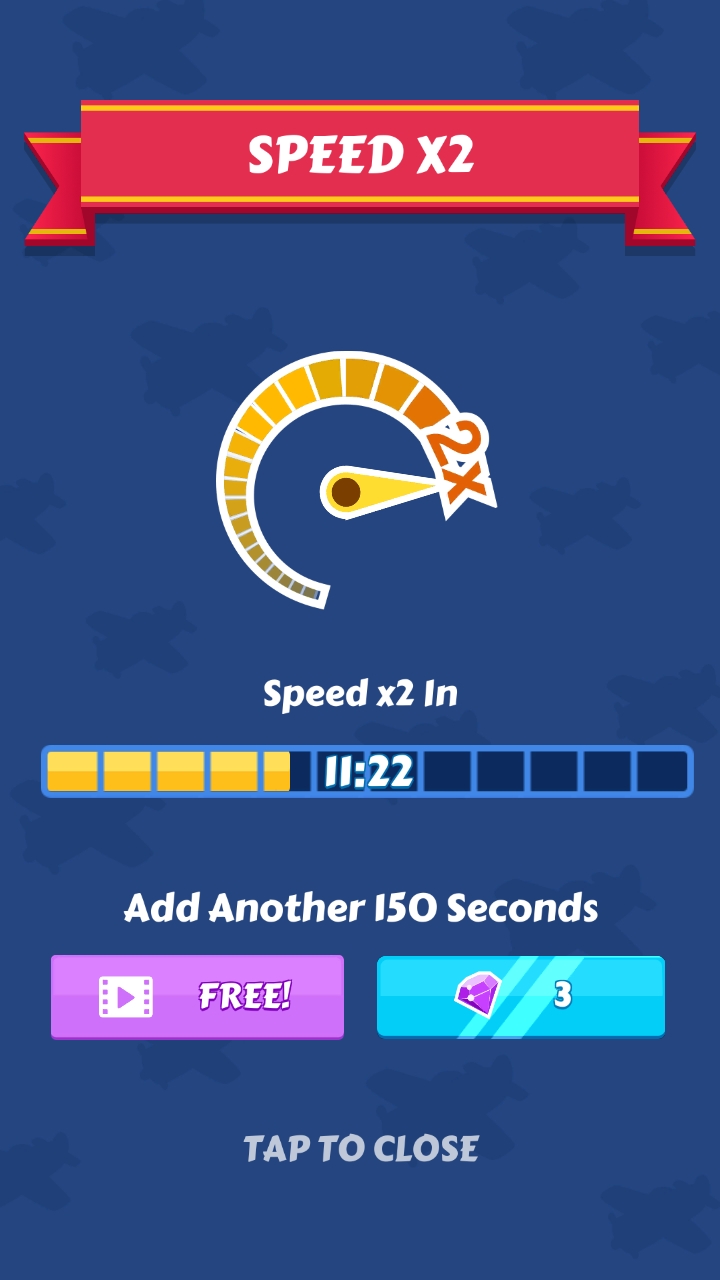 SPEED X2
2x
Speed x2 In
11:22
Add Another 150 Seconds
FREE!
3
TAP TO CLOSE